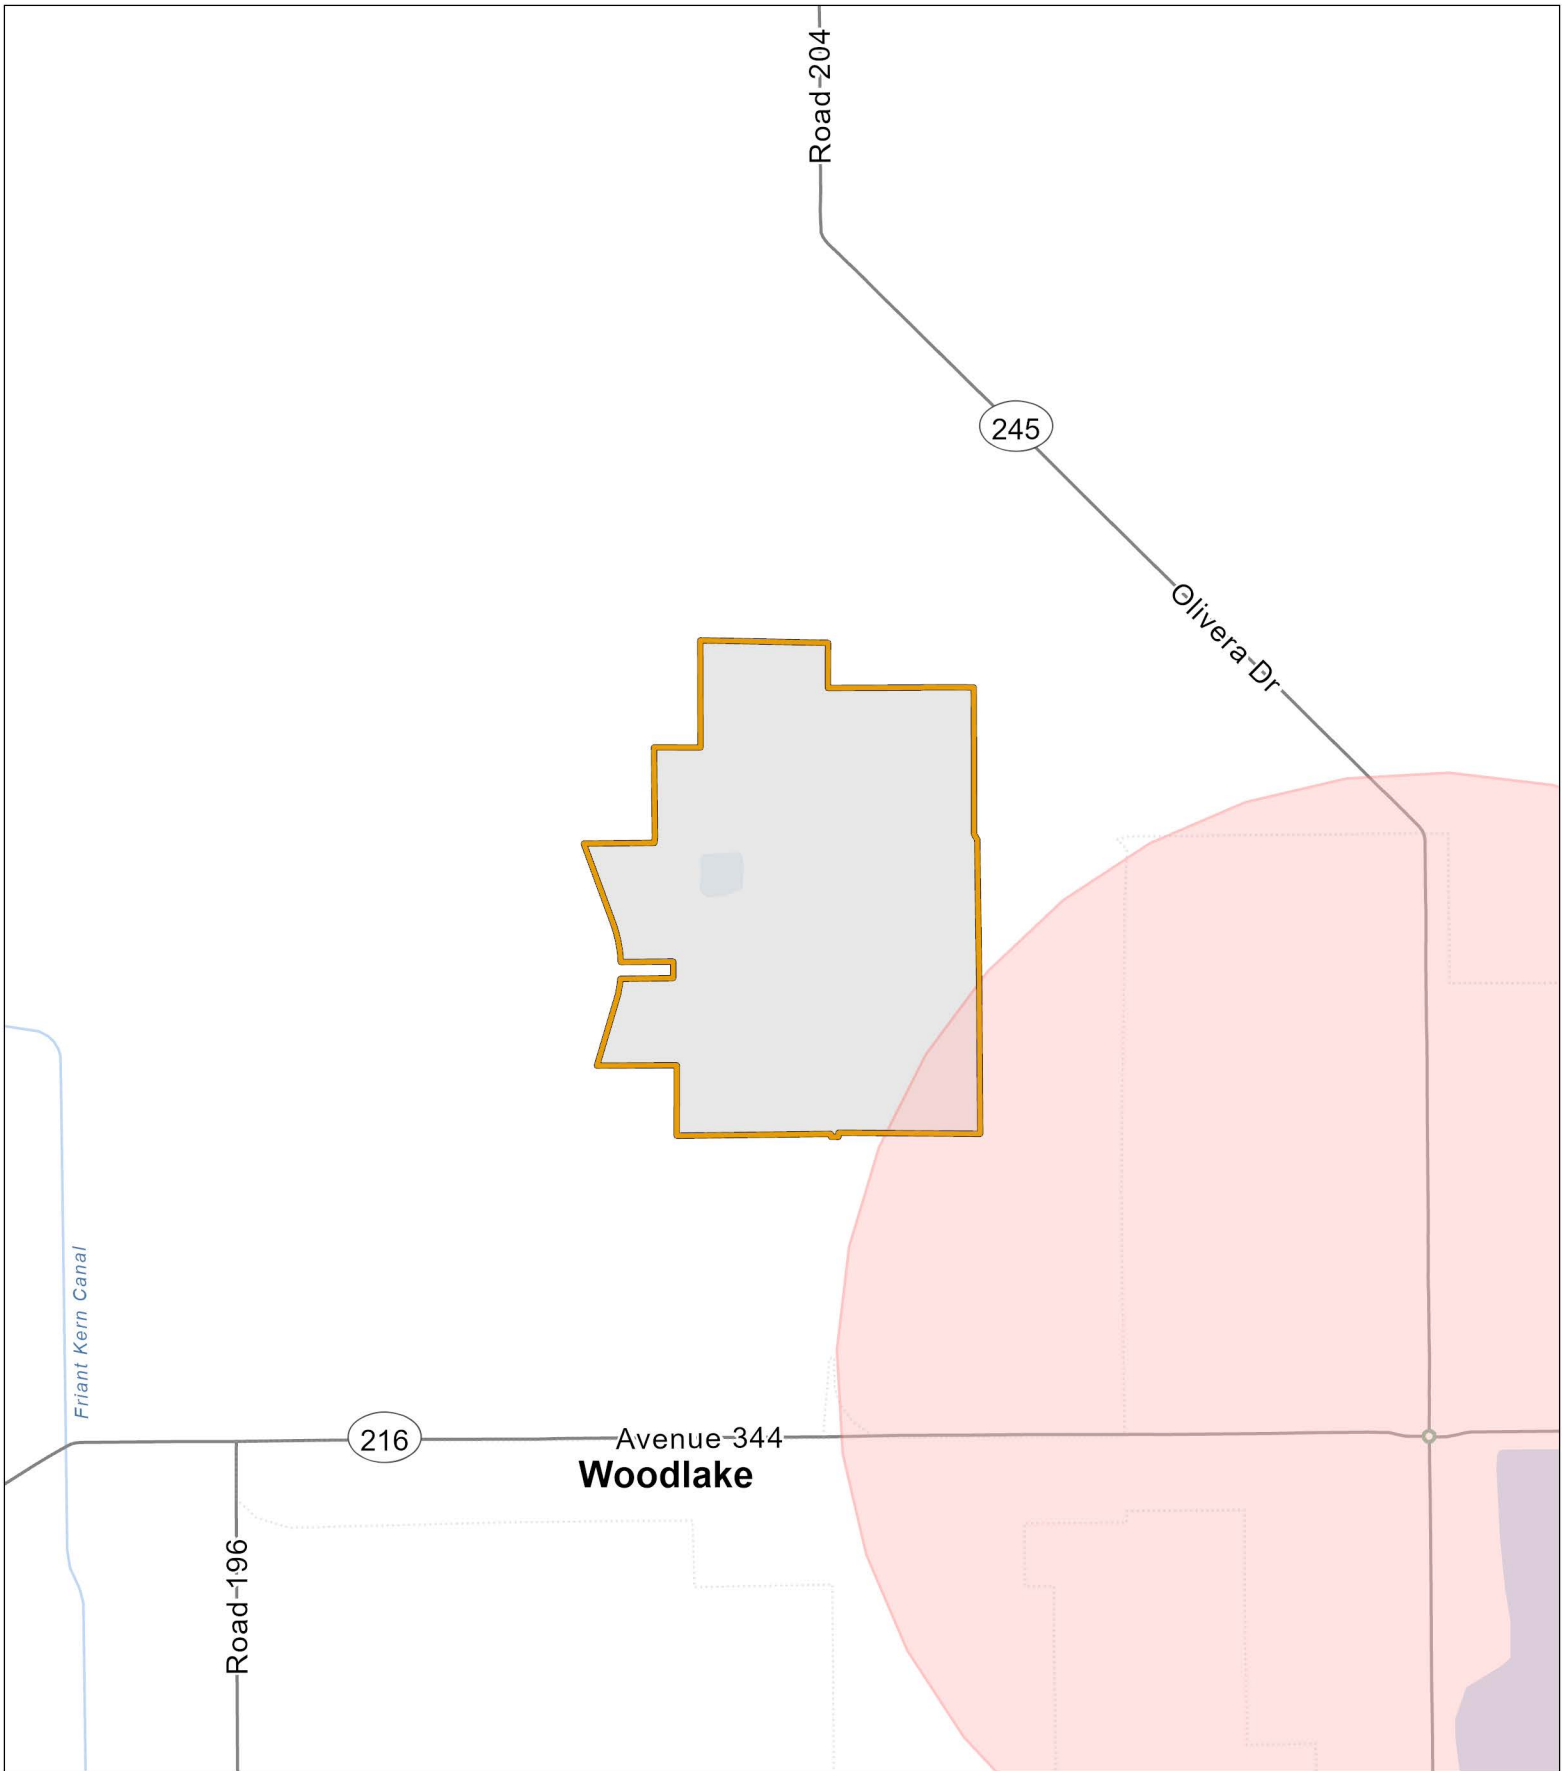 Road 204
245
Olivera Dr
Friant Kern Canal
216
Avenue 344
Woodlake
Road 196